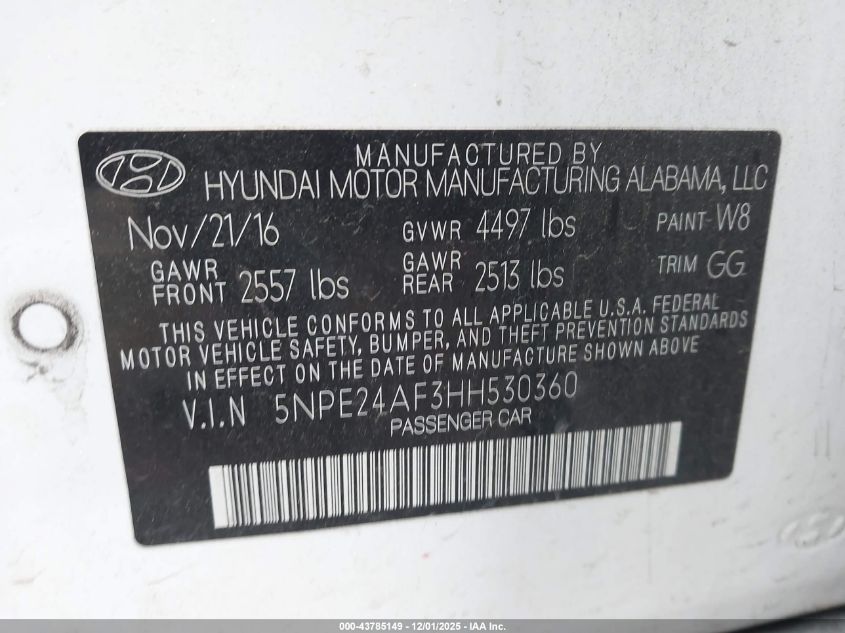 MANUFACTURED BY
HYUNDAI MOTOR MANUFACTURING ALABAMA, LLC
Nov/21/16 GVWR 4497 lbs PAINT W8
GAWR FRONT 2557 lbs GAWR REAR 2513 lbs TRIM GG
THIS VEHICLE CONFORMS TO ALL APPLICABLE U.S.A. FEDERAL
MOTOR VEHICLE SAFETY, BUMPER, AND THEFT PREVENTION STANDARDS
IN EFFECT ON THE DATE OF MANUFACTURE SHOWN ABOVE
V.I.N 5NPE24AF3HH530360
PASSENGER CAR
000-43785149 - 12/01/2025 - IAA Inc.